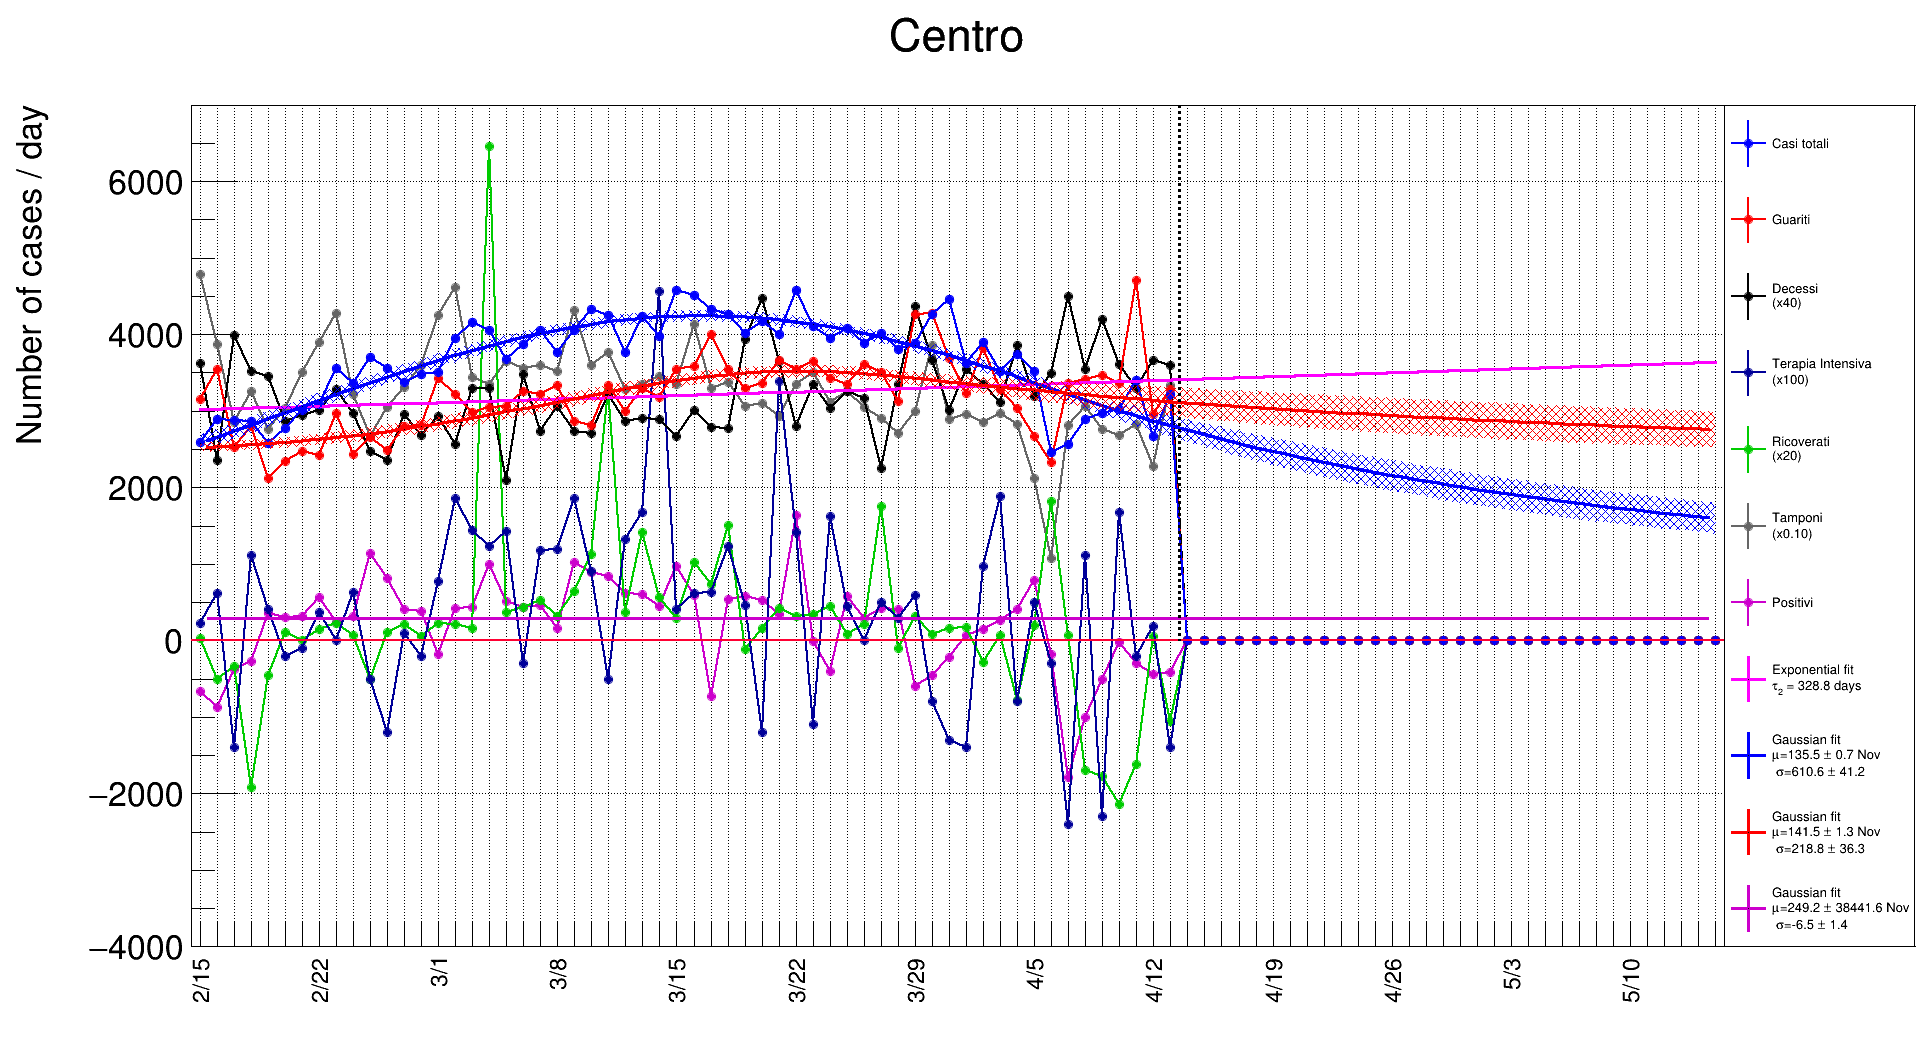 Centro
Number of cases / day
6000
4000
2000
0
−2000
−4000
2/15
2/22
3/1
3/8
3/15
3/22
3/29
4/5
4/12
4/19
4/26
5/3
5/10
Casi totali
Guariti
Decessi
(x40)
Terapia Intensiva
(x100)
Ricoverati
(x20)
Tamponi
(x0.10)
Positivi
Exponential fit
τ2 = 328.8 days
Gaussian fit
μ=135.5 ± 0.7 Nov
σ=610.6 ± 41.2
Gaussian fit
μ=141.5 ± 1.3 Nov
σ=218.8 ± 36.3
Gaussian fit
μ=249.2 ± 38441.6 Nov
σ=-6.5 ± 1.4